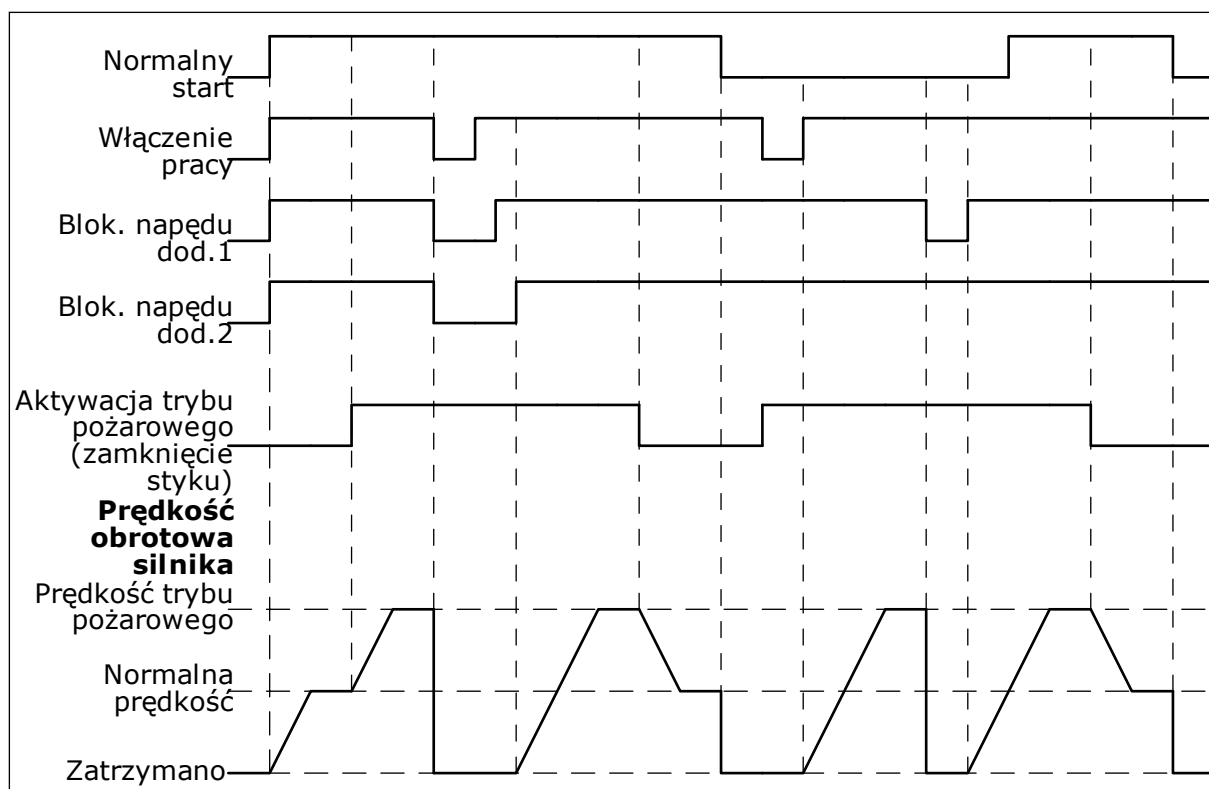 Normalny
start
Włączenie
pracy
Blok. napędu
dod.1
Blok. napędu
dod.2
Aktywacja trybu
pożarowego
(zamknięcie
styku)
Prędkość
obrotowa
silnika
Prędkość trybu
pożarowego
Normalna
prędkość
Zatrzymano